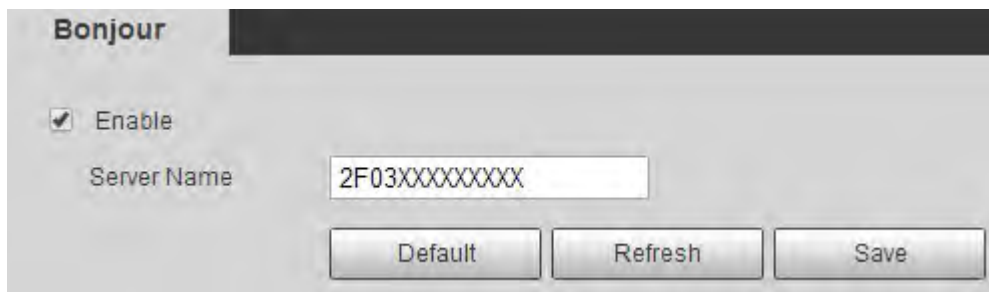 Bonjour
Enable
Server Name 2F03XXXXXXXXX
Default Refresh Save